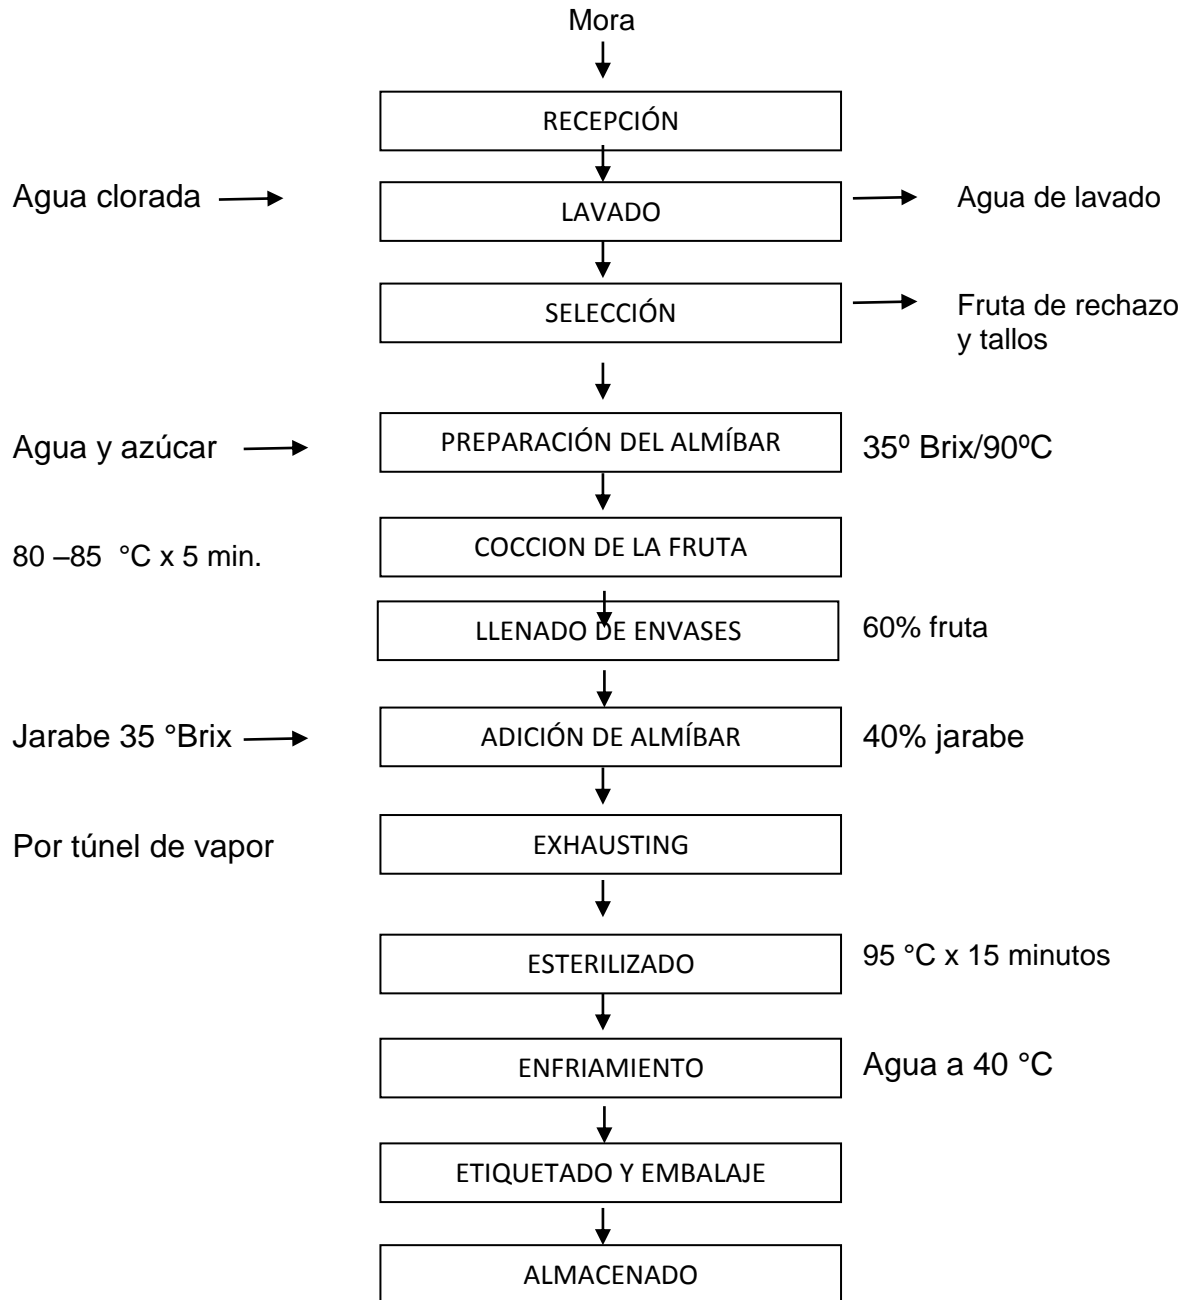 Mora
RECEPCIÓN
Agua clorada
LAVADO
Agua de lavado
SELECCIÓN
Fruta de rechazo
y tallos
Agua y azúcar
PREPARACIÓN DEL ALMÍBAR
35º Brix/90ºC
80 –85 °C x 5 min.
COCCION DE LA FRUTA
LLENADO DE ENVASES
60% fruta
Jarabe 35 °Brix
ADICIÓN DE ALMÍBAR
40% jarabe
Por túnel de vapor
EXHAUSTING
ESTERILIZADO
95 °C x 15 minutos
ENFRIAMIENTO
Agua a 40 °C
ETIQUETADO Y EMBALAJE
ALMACENADO